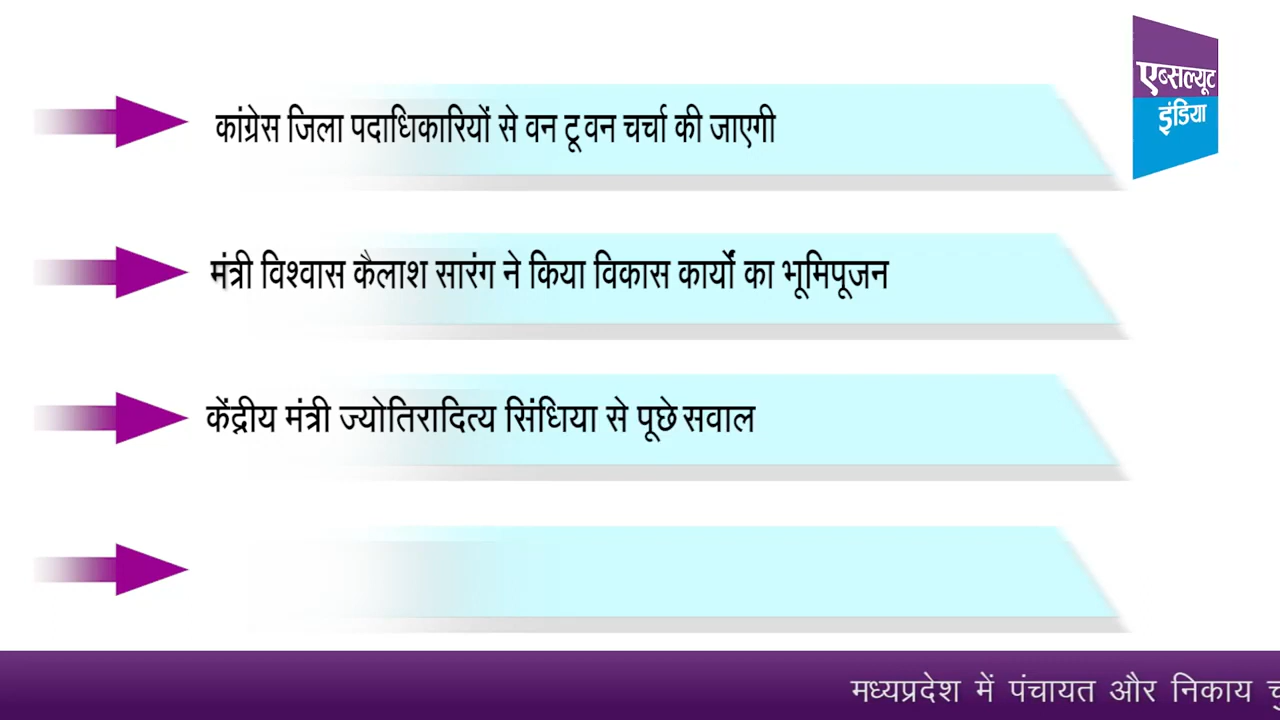 एब्सल्यूट
इंडिया
कांग्रेस जिला पदाधिकारियों से वन टू वन चर्चा की जाएगी
मंत्री विश्वास कैलाश सारंग ने किया विकास कार्यों का भूमिपूजन
केंद्रीय मंत्री ज्योतिरादित्य सिंधिया से पूछे सवाल
मध्यप्रदेश में पंचायत और निकाय